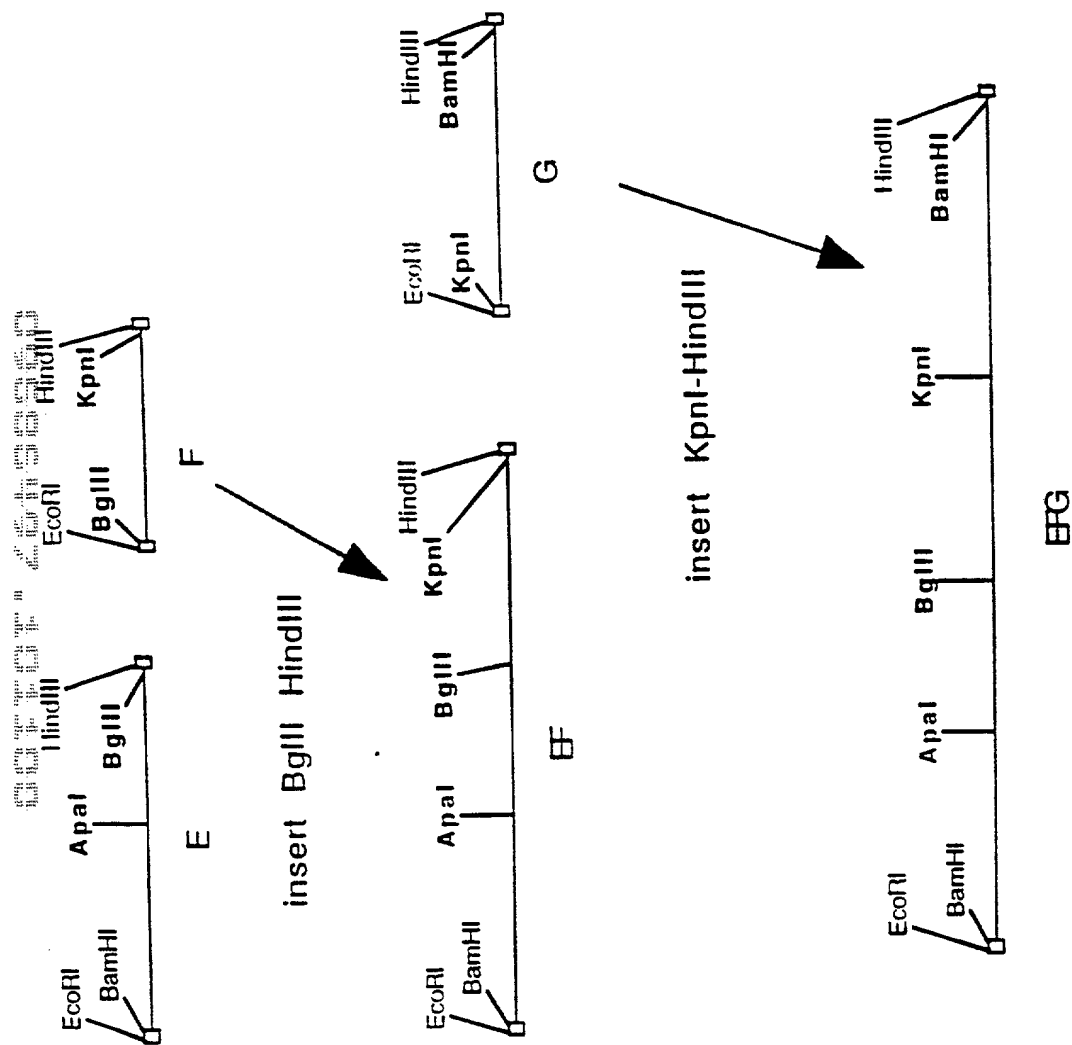 EcoRI
BamHI
ApaI
HindIII
BglII
E
EcoRI
BglII
HindIII
KpnI
F
insert BglII HindIII
EcoRI
BamHI
ApaI
BglII
KpnI
HindIII
EF
EcoRI
KpnI
HindIII
BamHI
G
insert KpnI-HindIII
EcoRI
BamHI
ApaI
BglII
KpnI
HindIII
BamHI
EFG